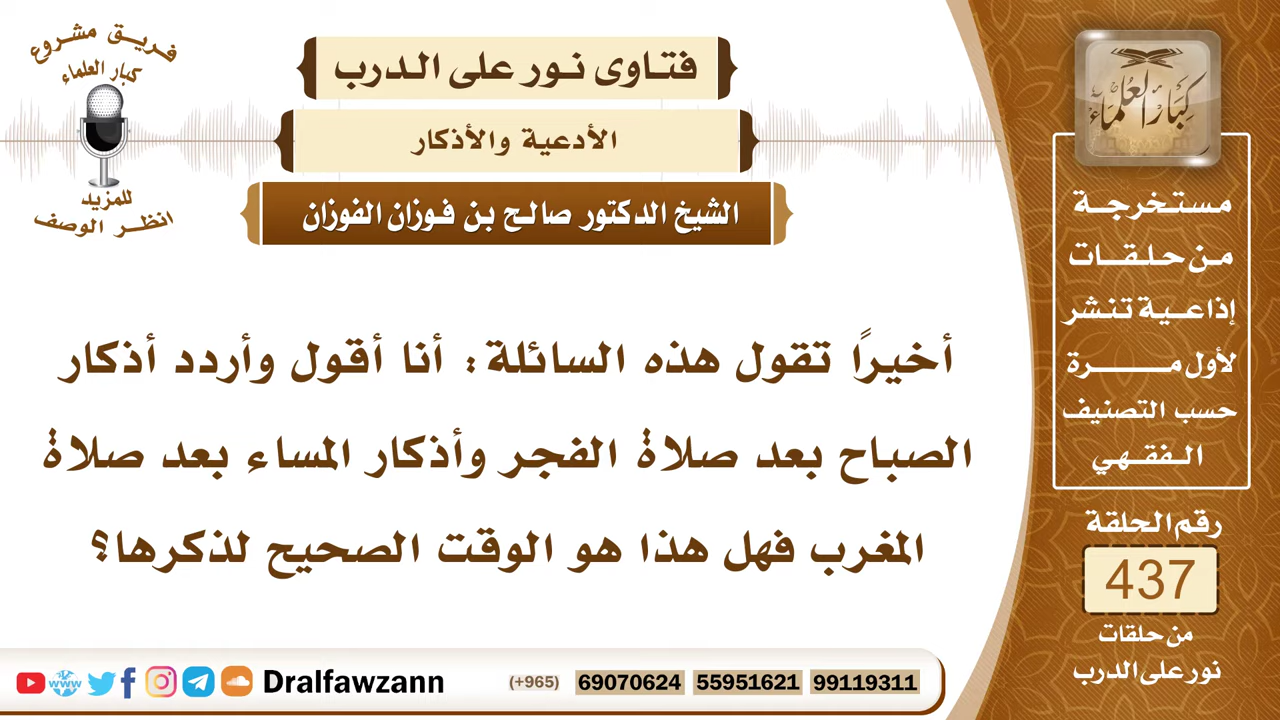 فريق مشروع
كبار العلماء
للمزيد
انظر الوصف
فتاوى نور على الدرب
الأدعية والأذكار
الشيخ الدكتور صالح بن فوزان الفوزان
أخيرًا تقول هذه السائلة: أنا أقول وأردد أذكار
الصباح بعد صلاة الفجر وأذكار المساء بعد صلاة
المغرب فهل هذا هو الوقت الصحيح لذكرها؟
كبار العلماء
مستخرجة
من حلقات
إذاعية تنشر
لأول مرة
حسب التصنيف
الفقهي
رقم الحلقة
437
من حلقات
نور على الدرب
www Dralfawzann (+965) 69070624 55951621 99119311